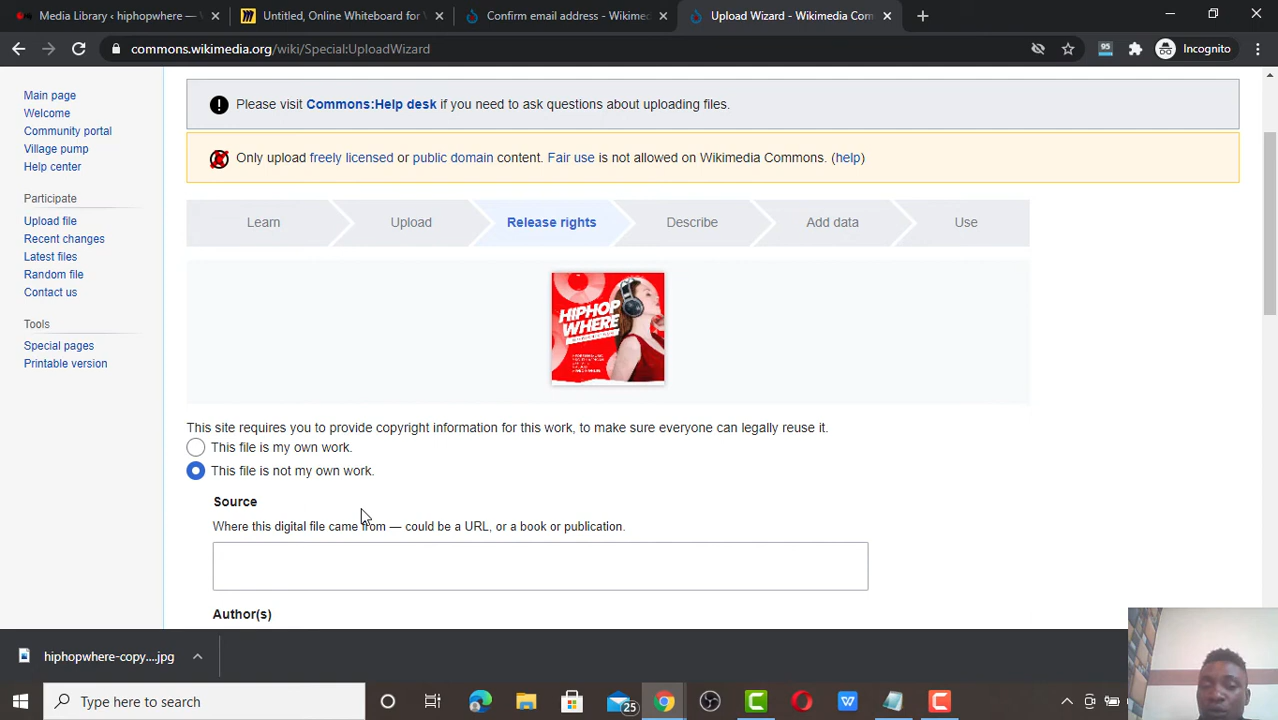 Media Library ‹ hiphopwhere — W
Untitled, Online Whiteboard for V
Confirm email address - Wikimed
Upload Wizard - Wikimedia Com
commons.wikimedia.org/wiki/Special:UploadWizard
95
Incognito
Main page
Welcome
Community portal
Village pump
Help center
Participate
Upload file
Recent changes
Latest files
Random file
Contact us
Tools
Special pages
Printable version
Please visit Commons:Help desk if you need to ask questions about uploading files.
Only upload freely licensed or public domain content. Fair use is not allowed on Wikimedia Commons. (help)
Learn
Upload
Release rights
Describe
Add data
Use
HIPHOP
WHERE
This site requires you to provide copyright information for this work, to make sure everyone can legally reuse it.
This file is my own work.
This file is not my own work.
Source
Where this digital file came from — could be a URL, or a book or publication.
Author(s)
hiphopwhere-copy....jpg
Type here to search
25